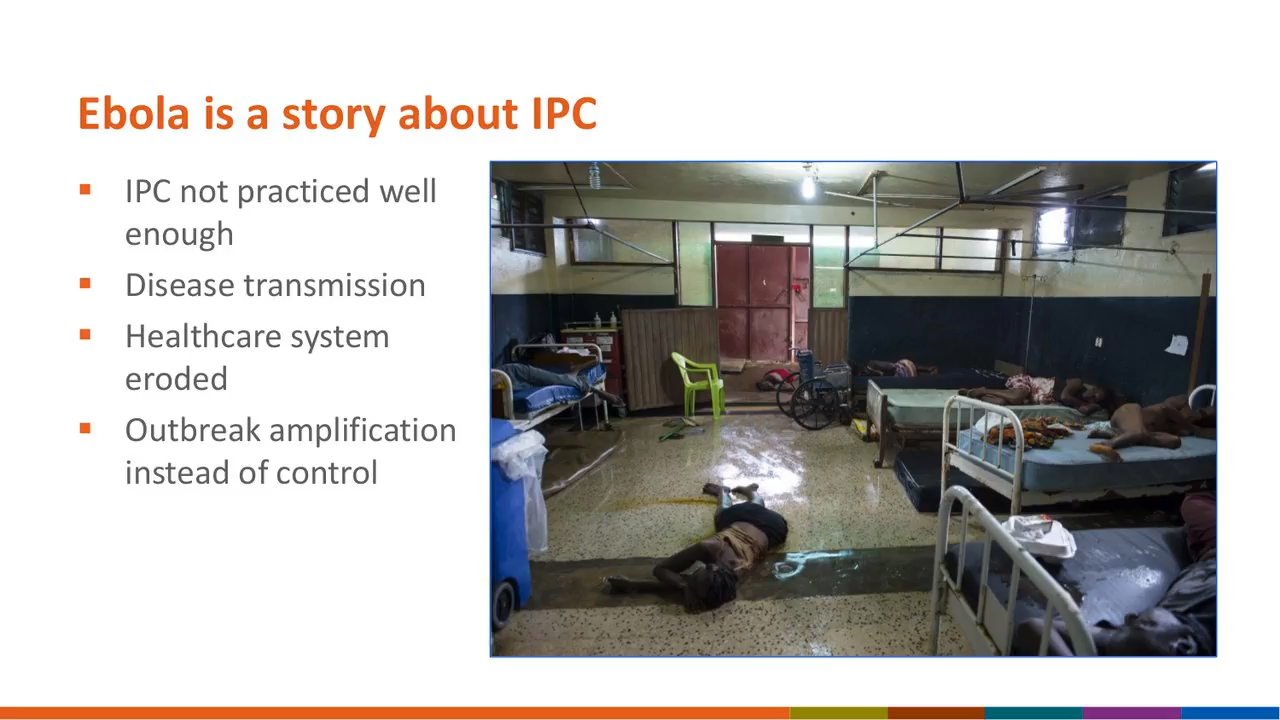 Ebola is a story about IPC
▪ IPC not practiced well
enough
▪ Disease transmission
▪ Healthcare system
eroded
▪ Outbreak amplification
instead of control